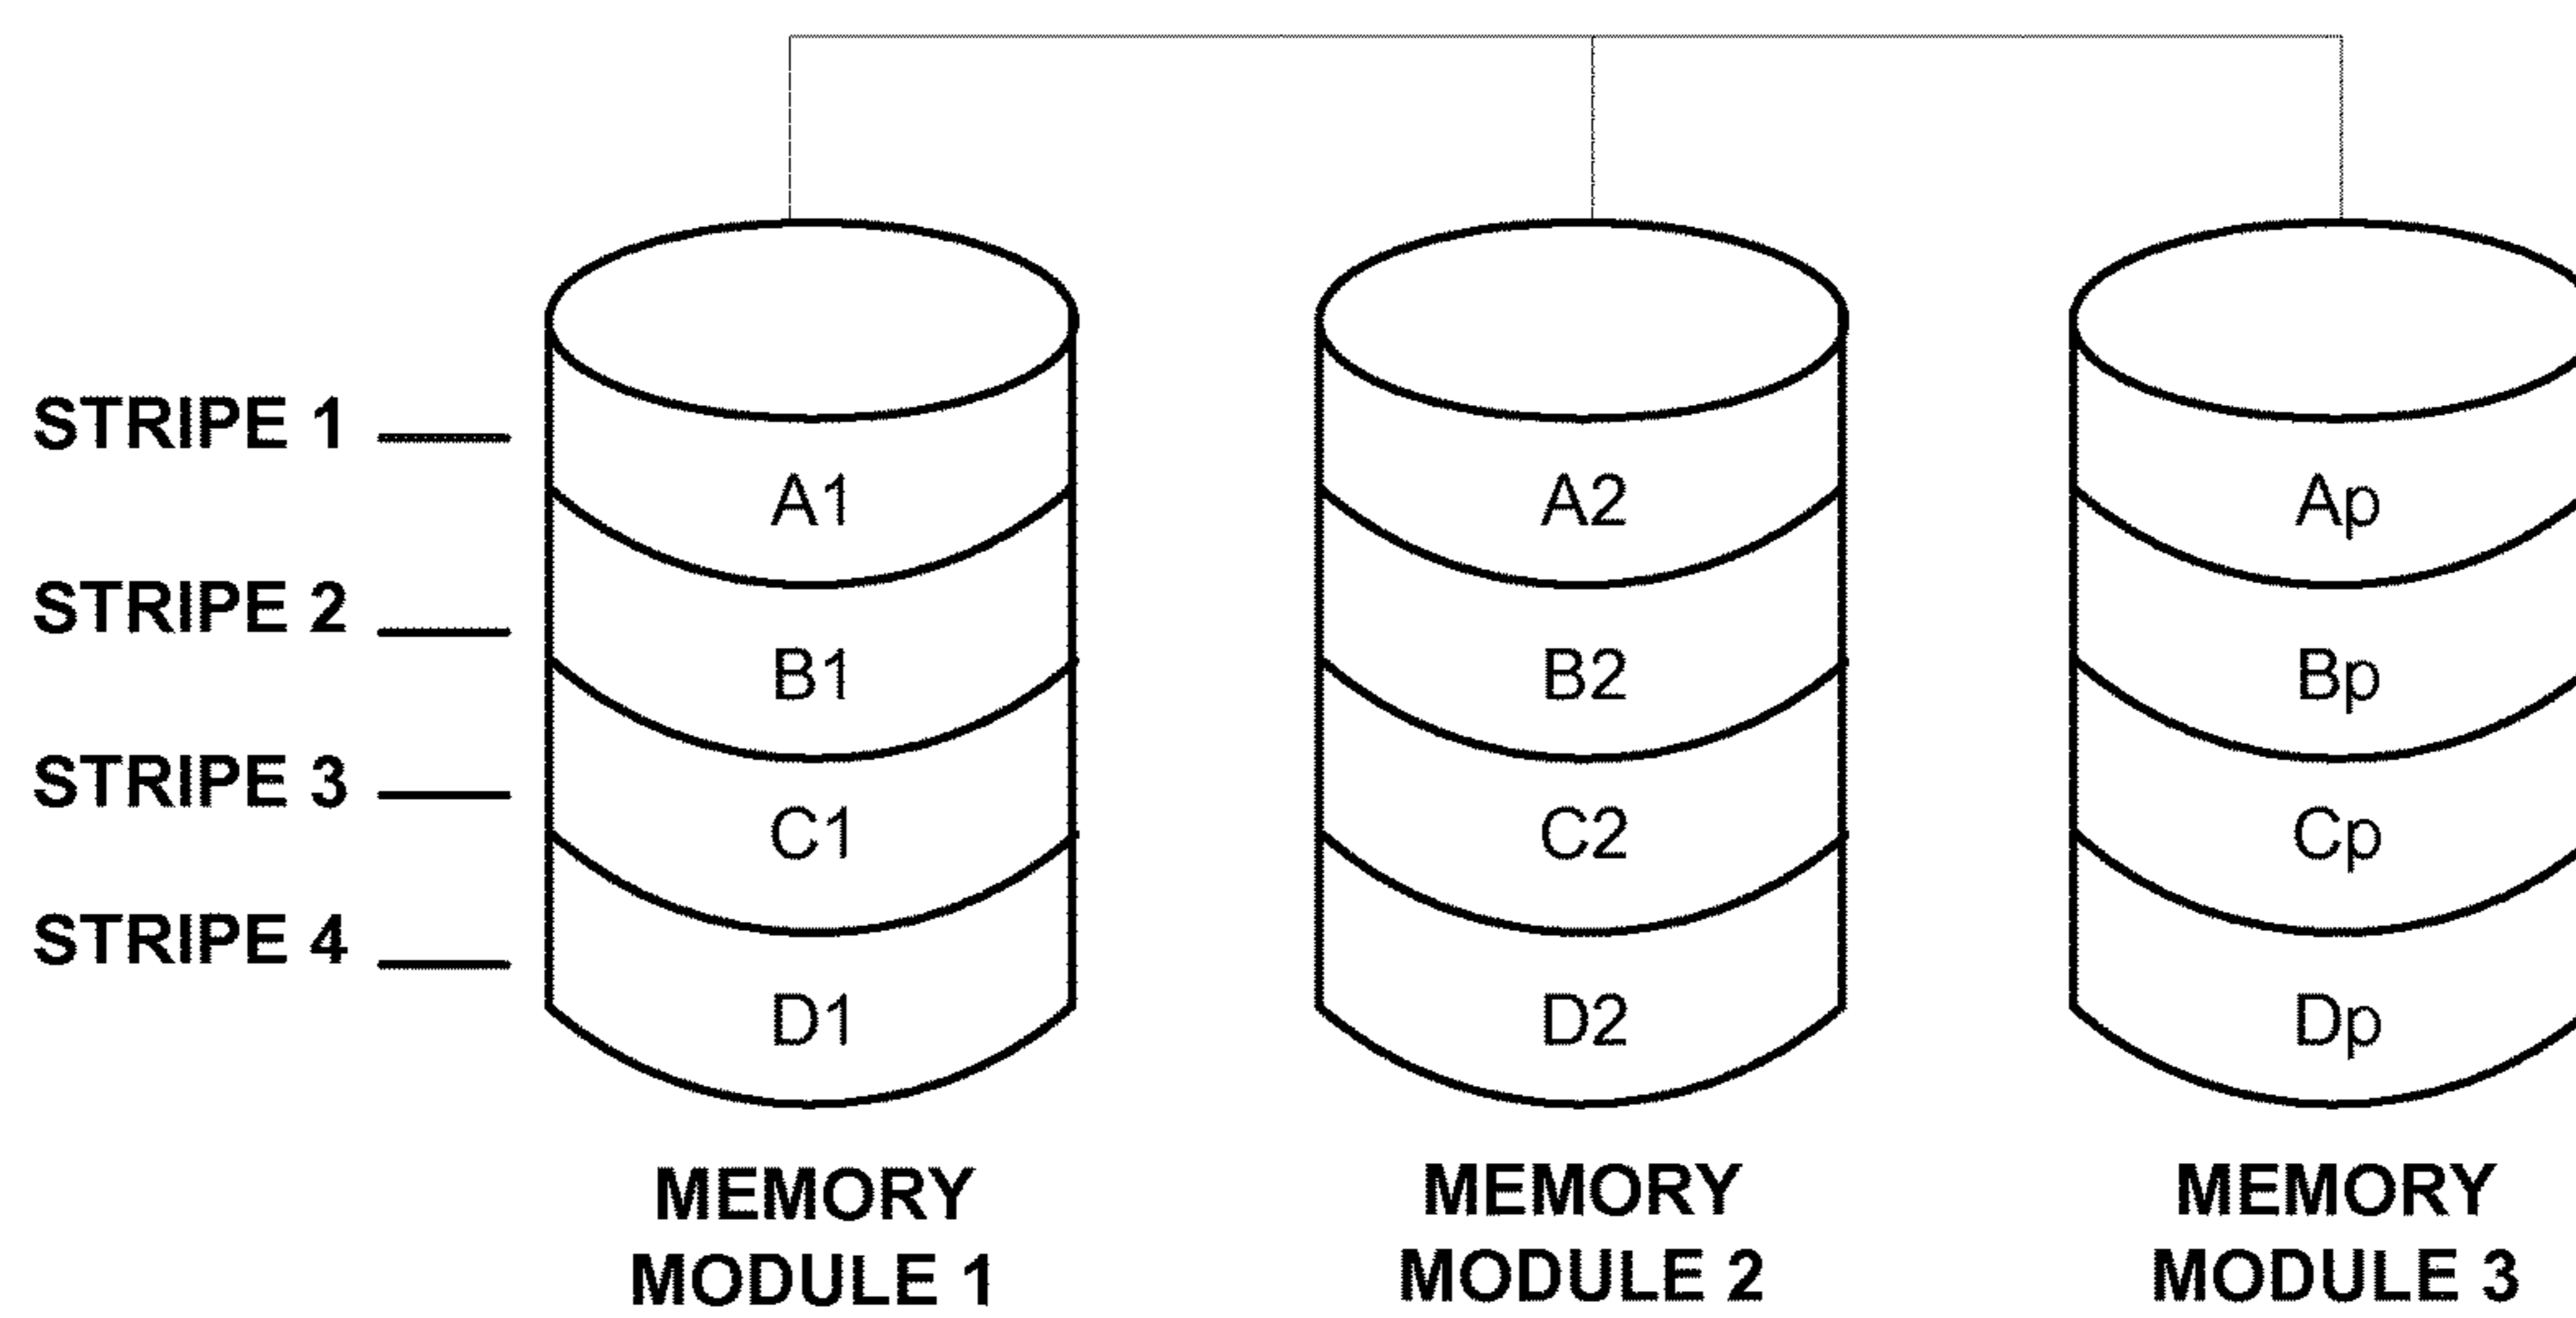 STRIPE 1
A1 A2 Ap
STRIPE 2
B1 B2 Bp
STRIPE 3
C1 C2 Cp
STRIPE 4
D1 D2 Dp
MEMORY
MODULE 1
MEMORY
MODULE 2
MEMORY
MODULE 3